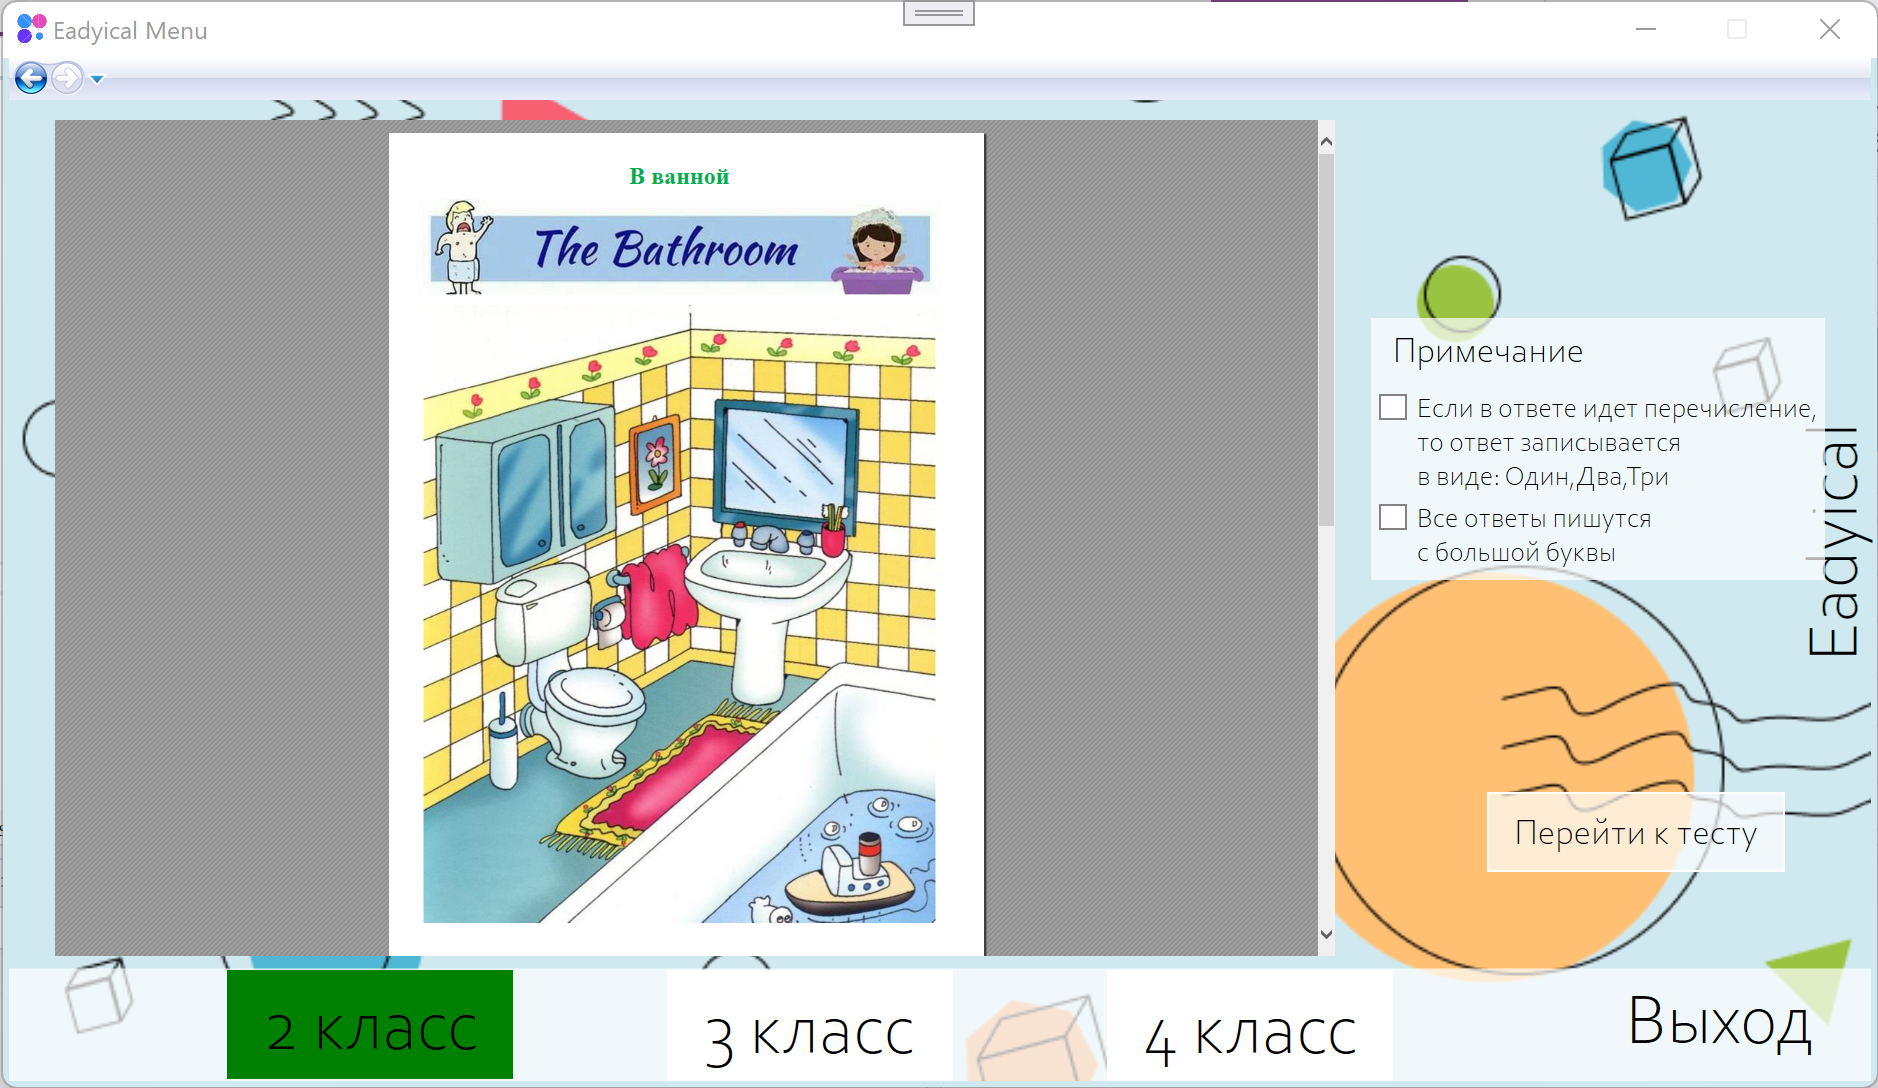 Eadyical Menu
В ванной
The Bathroom
Примечание
Если в ответе идет перечисление,
то ответ записывается
в виде: Один,Два,Три
Все ответы пишутся
с большой буквы
Eadyical
Перейти к тесту
2 класс
3 класс
4 класс
Выход